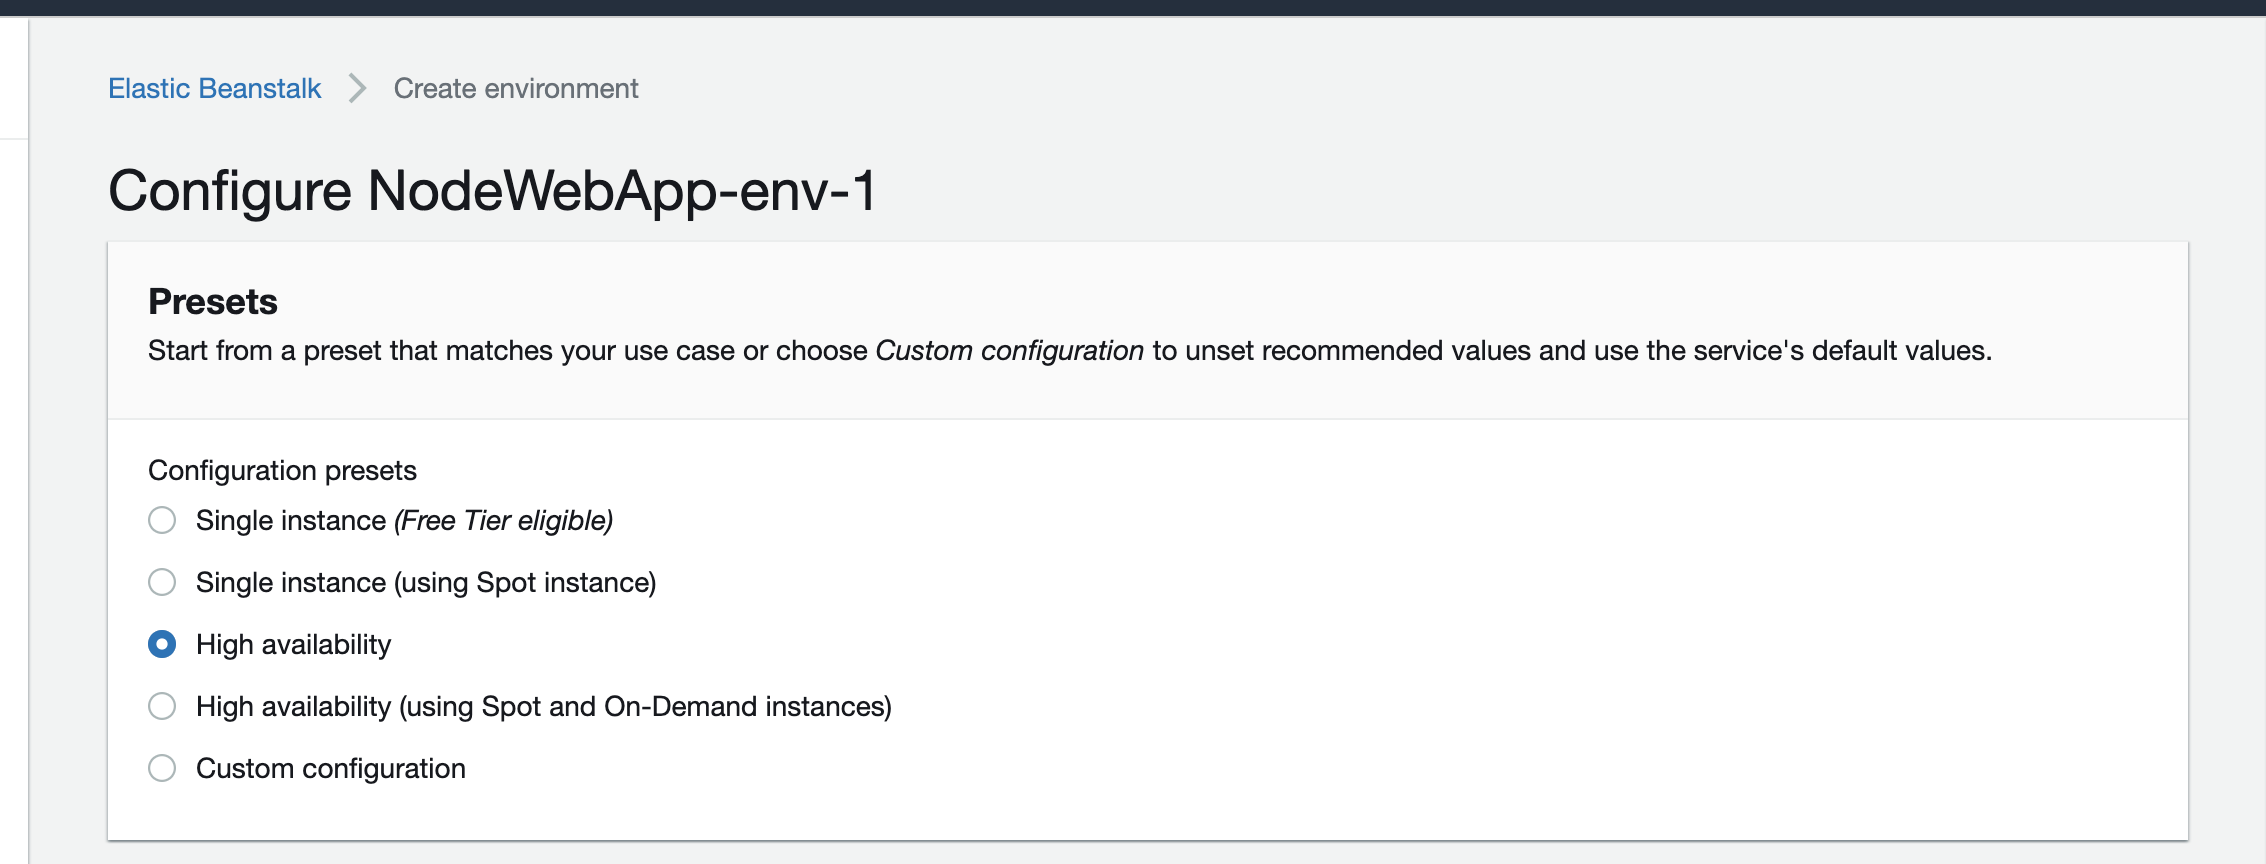 Elastic Beanstalk > Create environment
Configure NodeWebApp-env-1
Presets
Start from a preset that matches your use case or choose Custom configuration to unset recommended values and use the service's default values.
Configuration presets
Single instance (Free Tier eligible)
Single instance (using Spot instance)
High availability
High availability (using Spot and On-Demand instances)
Custom configuration